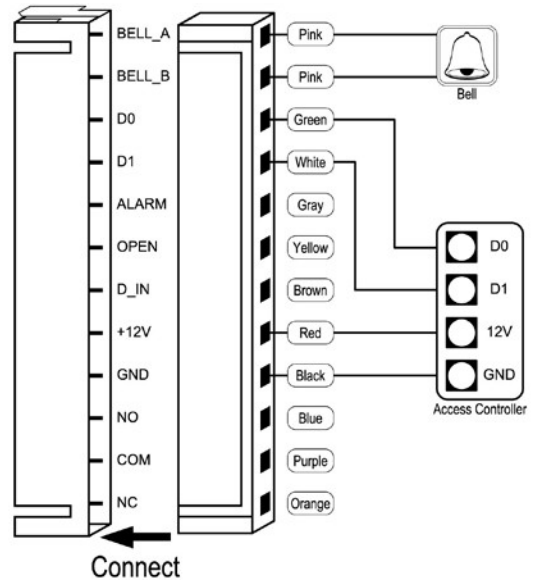 BELL_A
Pink
BELL_B
Pink
Bell
D0
Green
D1
White
ALARM
Gray
OPEN
Yellow
D0
D_IN
Brown
D1
+12V
Red
12V
GND
Black
GND
Access Controller
NO
Blue
COM
Purple
NC
Orange
Connect